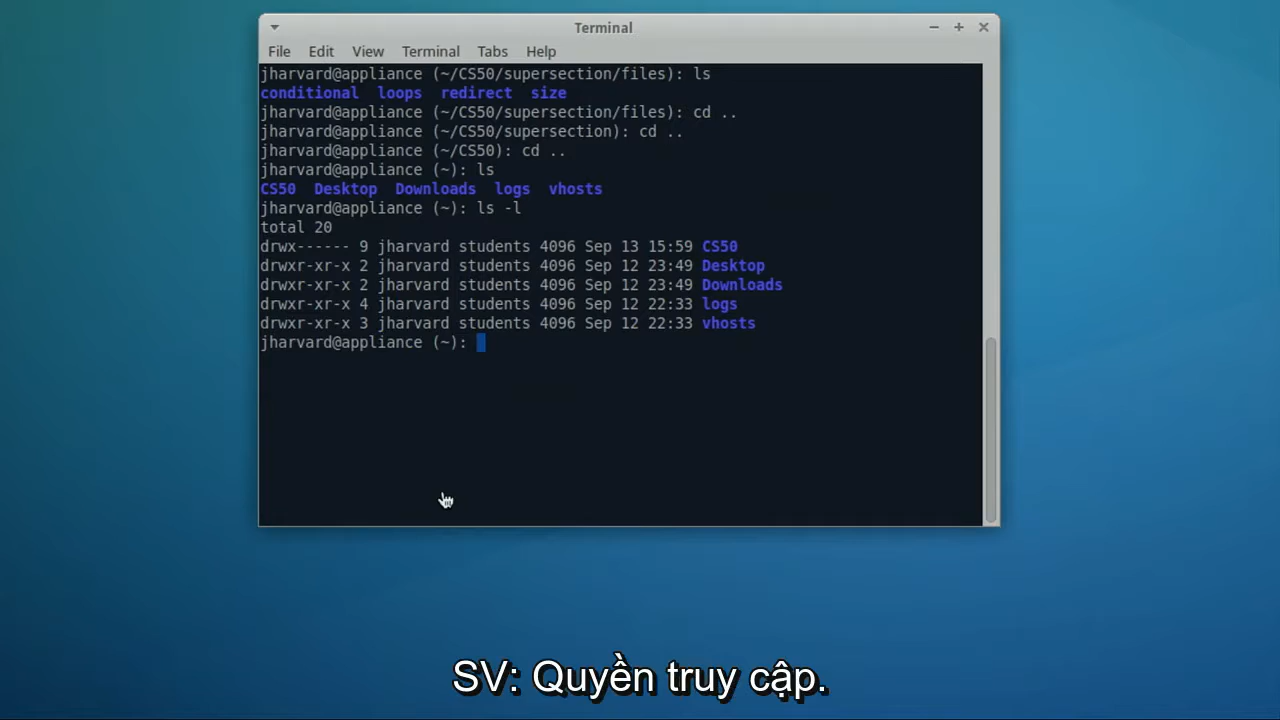 Terminal
File Edit View Terminal Tabs Help
jharvard@appliance (~/CS50/supersection/files): ls
conditional loops redirect size
jharvard@appliance (~/CS50/supersection/files): cd ..
jharvard@appliance (~/CS50/supersection): cd ..
jharvard@appliance (~/CS50): cd ..
jharvard@appliance (~): ls
CS50 Desktop Downloads logs vhosts
jharvard@appliance (~): ls -l
total 20
drwx------ 9 jharvard students 4096 Sep 13 15:59 CS50
drwxr-xr-x 2 jharvard students 4096 Sep 12 23:49 Desktop
drwxr-xr-x 2 jharvard students 4096 Sep 12 23:49 Downloads
drwxr-xr-x 4 jharvard students 4096 Sep 12 22:33 logs
drwxr-xr-x 3 jharvard students 4096 Sep 12 22:33 vhosts
jharvard@appliance (~):
SV: Quyền truy cập.